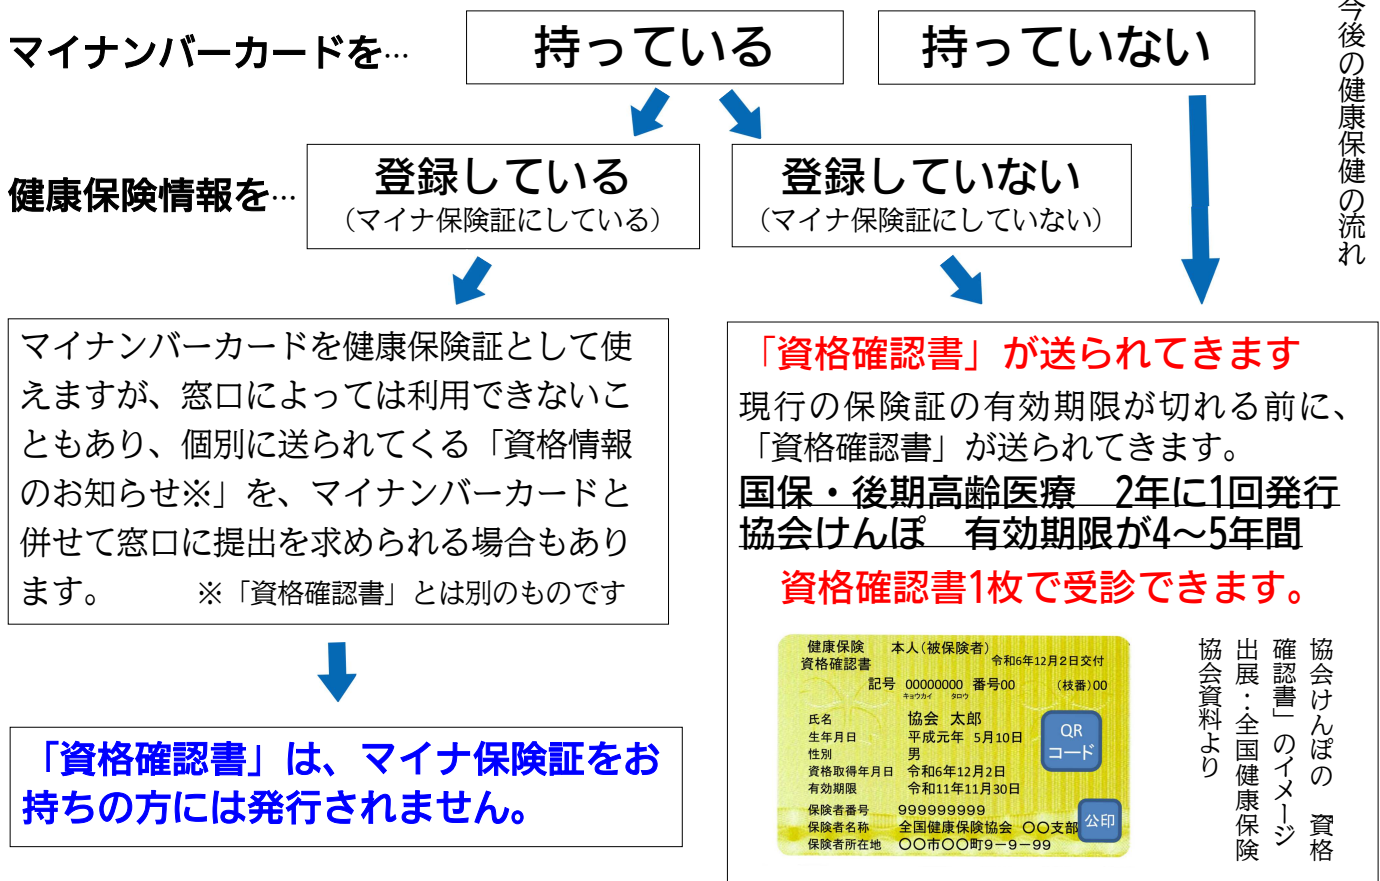 今後の健康保健の流れ
マイナンバーカードを…
持っている
持っていない
健康保険情報を…
登録している
（マイナ保険証にしている）
登録していない
（マイナ保険証にしていない）
マイナンバーカードを健康保険証として使
えますが、窓口によっては利用できないこ
ともあり、個別に送られてくる「資格情報
のお知らせ※」を、マイナンバーカードと
併せて窓口に提出を求められる場合もあり
ます。　※「資格確認書」とは別のものです
「資格確認書」は、マイナ保険証をお
持ちの方には発行されません。
「資格確認書」が送られてきます
現行の保険証の有効期限が切れる前に、
「資格確認書」が送られてきます。
国保・後期高齢医療　2年に1回発行
協会けんぽ　有効期限が4～5年間
資格確認書1枚で受診できます。
健康保険　本人（被保険者）
資格確認書　令和6年12月2日交付
記号 00000000 番号00 （枝番）00
キョウカイ　タロウ
氏名　協会 太郎
生年月日　平成元年 5月10日
性別　男
資格取得年月日　令和6年12月2日
有効期限　令和11年11月30日
QR
コード
保険者番号　999999999
保険者名称　全国健康保険協会 〇〇支部
保険者所在地　〇〇市〇〇町9－9－99
公印
協会けんぽの 資格
確認書」のイメージ
出展・・全国健康保険
協会資料より